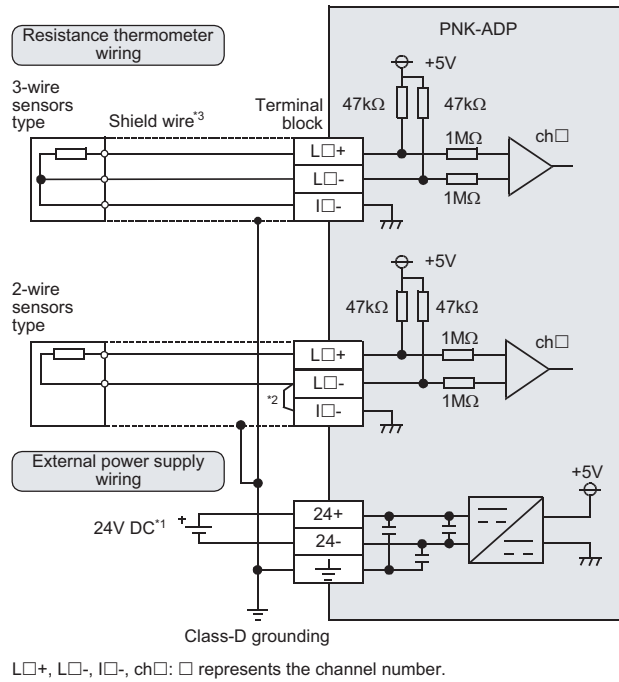 Resistance thermometer
wiring
PNK-ADP
+5V
3-wire
sensors
type
Shield wire*3
Terminal
block
47kΩ
47kΩ
1MΩ
ch□
L□+
L□-
I□-
1MΩ
+5V
2-wire
sensors
type
47kΩ
47kΩ
1MΩ
ch□
L□+
L□-
*2
I□-
1MΩ
External power supply
wiring
+5V
24V DC*1
+
24+
24-
Class-D grounding
L□+, L□-, I□-, ch□: □ represents the channel number.